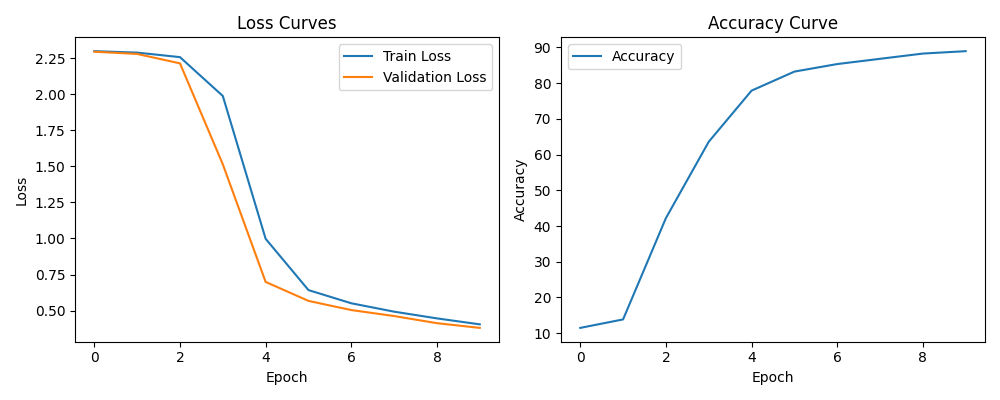 Loss Curves
Train Loss
Validation Loss
2.25
2.00
1.75
1.50
1.25
1.00
0.75
0.50
Loss
0 2 4 6 8
Epoch
Accuracy Curve
Accuracy
90
80
70
60
50
40
30
20
10
Accuracy
0 2 4 6 8
Epoch